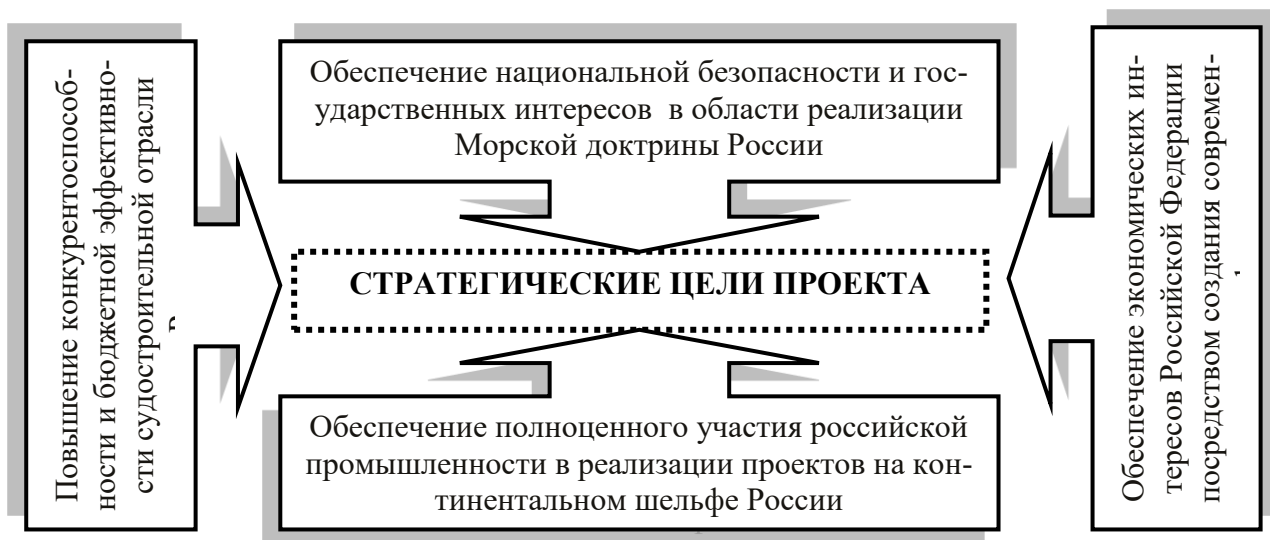 Повышение конкурентоспособ-
ности и бюджетной эффективно-
сти судостроительной отрасли
Обеспечение национальной безопасности и гос-
ударственных интересов в области реализации
Морской доктрины России
СТРАТЕГИЧЕСКИЕ ЦЕЛИ ПРОЕКТА
Обеспечение полноценного участия российской
промышленности в реализации проектов на кон-
тинентальном шельфе России
Обеспечение экономических ин-
тересов Российской Федерации
посредством создания современ-